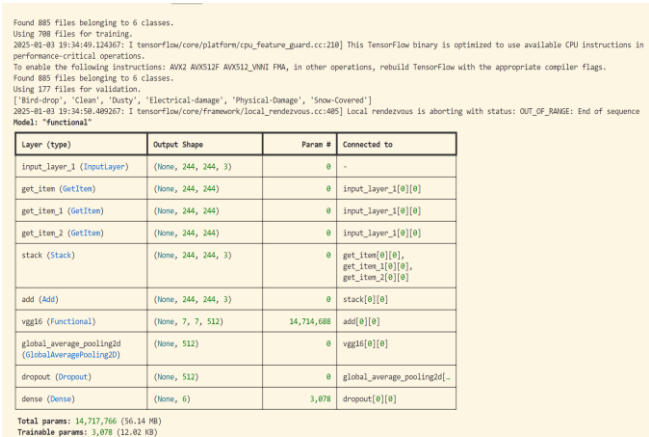 Found 885 files belonging to 6 classes.
Using 708 files for training.
2025-01-03 19:34:49.124367: I tensorflow/core/platform/cpu_feature_guard.cc:210] This TensorFlow binary is optimized to use available CPU instructions in
performance-critical operations.
To enable the following instructions: AVX2 AVX512F AVX512_VNNI FMA, in other operations, rebuild TensorFlow with the appropriate compiler flags.
Found 885 files belonging to 6 classes.
Using 177 files for validation.
['Bird-drop', 'Clean', 'Dusty', 'Electrical-damage', 'Physical-Damage', 'Snow-Covered']
2025-01-03 19:34:50.409267: I tensorflow/core/framework/local_rendezvous.cc:405] Local rendezvous is aborting with status: OUT_OF_RANGE: End of sequence
Model: "functional"
Layer (type) Output Shape Param # Connected to
input_layer_1 (InputLayer) (None, 244, 244, 3) 0 -
get_item (GetItem) (None, 244, 244) 0 input_layer_1[0][0]
get_item_1 (GetItem) (None, 244, 244) 0 input_layer_1[0][0]
get_item_2 (GetItem) (None, 244, 244) 0 input_layer_1[0][0]
stack (Stack) (None, 244, 244, 3) 0 get_item[0][0],
get_item_1[0][0],
get_item_2[0][0]
add (Add) (None, 244, 244, 3) 0 stack[0][0]
vgg16 (Functional) (None, 7, 7, 512) 14,714,688 add[0][0]
global_average_pooling2d (None, 512) 0 vgg16[0][0]
(GlobalAveragePooling2D)
dropout (Dropout) (None, 512) 0 global_average_pooling2d[…
dense (Dense) (None, 6) 3,078 dropout[0][0]
Total params: 14,717,766 (56.14 MB)
Trainable params: 3,078 (12.02 KB)